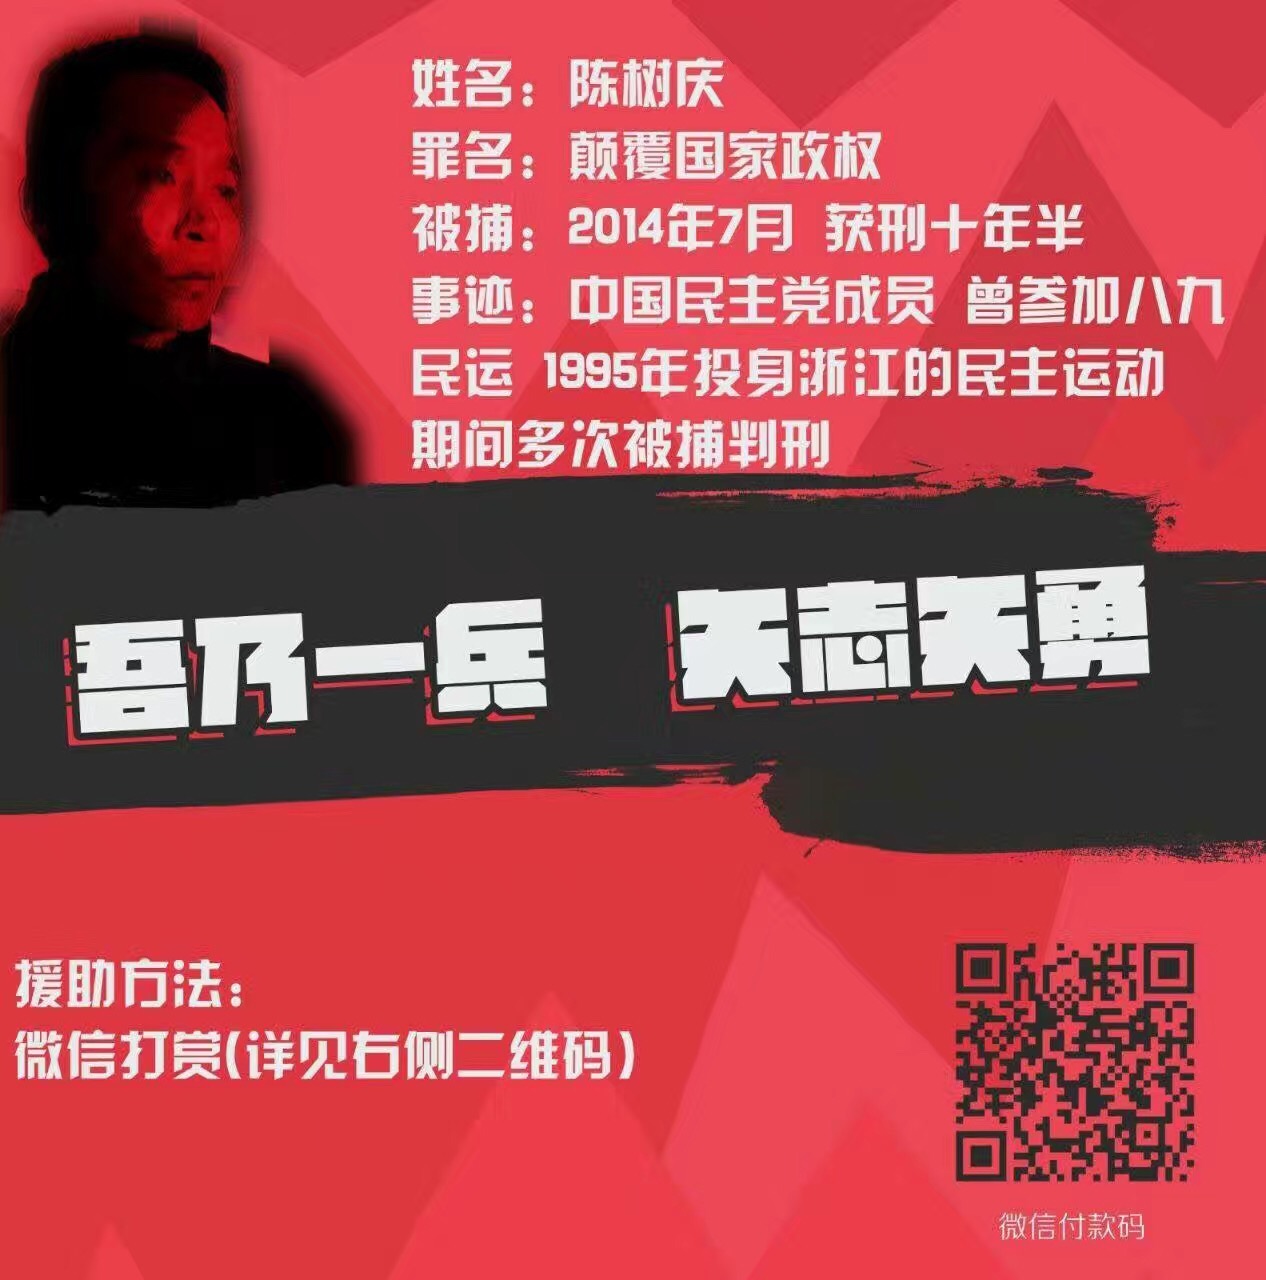 姓名：陈树庆
罪名：颠覆国家政权
被捕：2014年7月 获刑十年半
事迹：中国民主党成员 曾参加八九
民运 1995年投身浙江的民主运动
期间多次被捕判刑
吾乃一兵 矢志矢勇
援助方法：
微信打赏(详见右侧二维码)
微信付款码